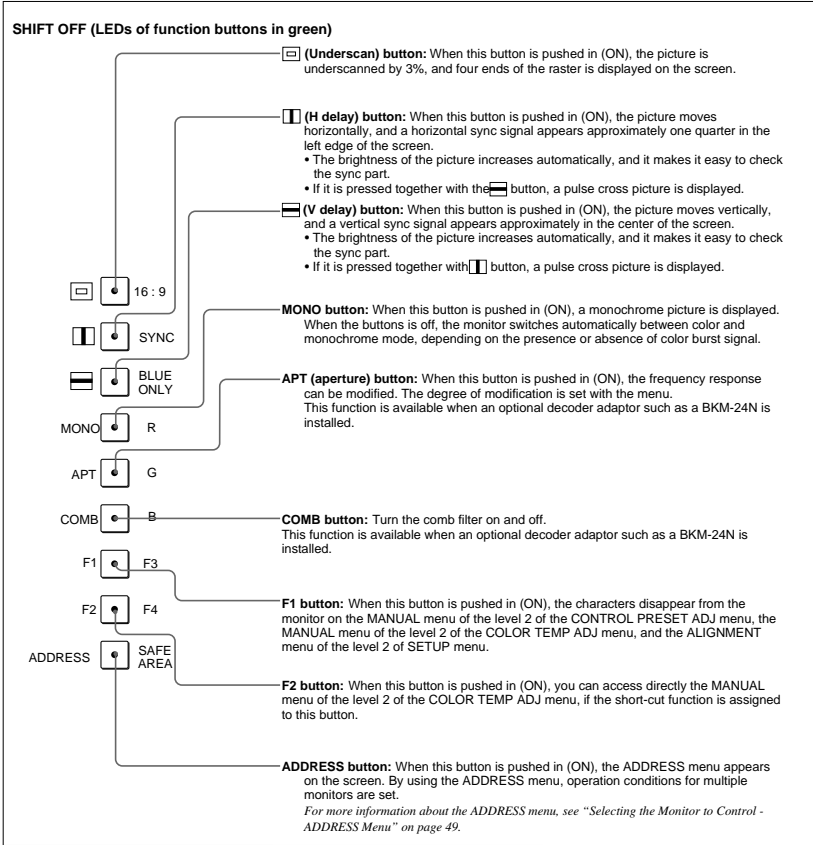 SHIFT OFF (LEDs of function buttons in green)
(Underscan) button: When this button is pushed in (ON), the picture is
underscanned by 3%, and four ends of the raster is displayed on the screen.
(H delay) button: When this button is pushed in (ON), the picture moves
horizontally, and a horizontal sync signal appears approximately one quarter in the
left edge of the screen.
• The brightness of the picture increases automatically, and it makes it easy to check
the sync part.
• If it is pressed together with the button, a pulse cross picture is displayed.
(V delay) button: When this button is pushed in (ON), the picture moves vertically,
and a vertical sync signal appears approximately in the center of the screen.
• The brightness of the picture increases automatically, and it makes it easy to check
the sync part.
• If it is pressed together with button, a pulse cross picture is displayed.
16 : 9
SYNC
BLUE
ONLY
MONO R
APT G
COMB B
F1 F3
F2 F4
ADDRESS SAFE
AREA
MONO button: When this button is pushed in (ON), a monochrome picture is displayed.
When the buttons is off, the monitor switches automatically between color and
monochrome mode, depending on the presence or absence of color burst signal.
APT (aperture) button: When this button is pushed in (ON), the frequency response
can be modified. The degree of modification is set with the menu.
This function is available when an optional decoder adaptor such as a BKM-24N is
installed.
COMB button: Turn the comb filter on and off.
This function is available when an optional decoder adaptor such as a BKM-24N is
installed.
F1 button: When this button is pushed in (ON), the characters disappear from the
monitor on the MANUAL menu of the level 2 of the CONTROL PRESET ADJ menu, the
MANUAL menu of the level 2 of the COLOR TEMP ADJ menu, and the ALIGNMENT
menu of the level 2 of SETUP menu.
F2 button: When this button is pushed in (ON), you can access directly the MANUAL
menu of the level 2 of the COLOR TEMP ADJ menu, if the short-cut function is assigned
to this button.
ADDRESS button: When this button is pushed in (ON), the ADDRESS menu appears
on the screen. By using the ADDRESS menu, operation conditions for multiple
monitors are set.
For more information about the ADDRESS menu, see “Selecting the Monitor to Control -
ADDRESS Menu” on page 49.